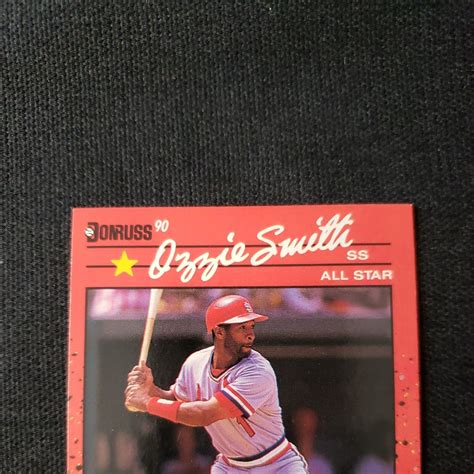 DONRUSS 90
Ozzie Smith
SS
ALL STAR